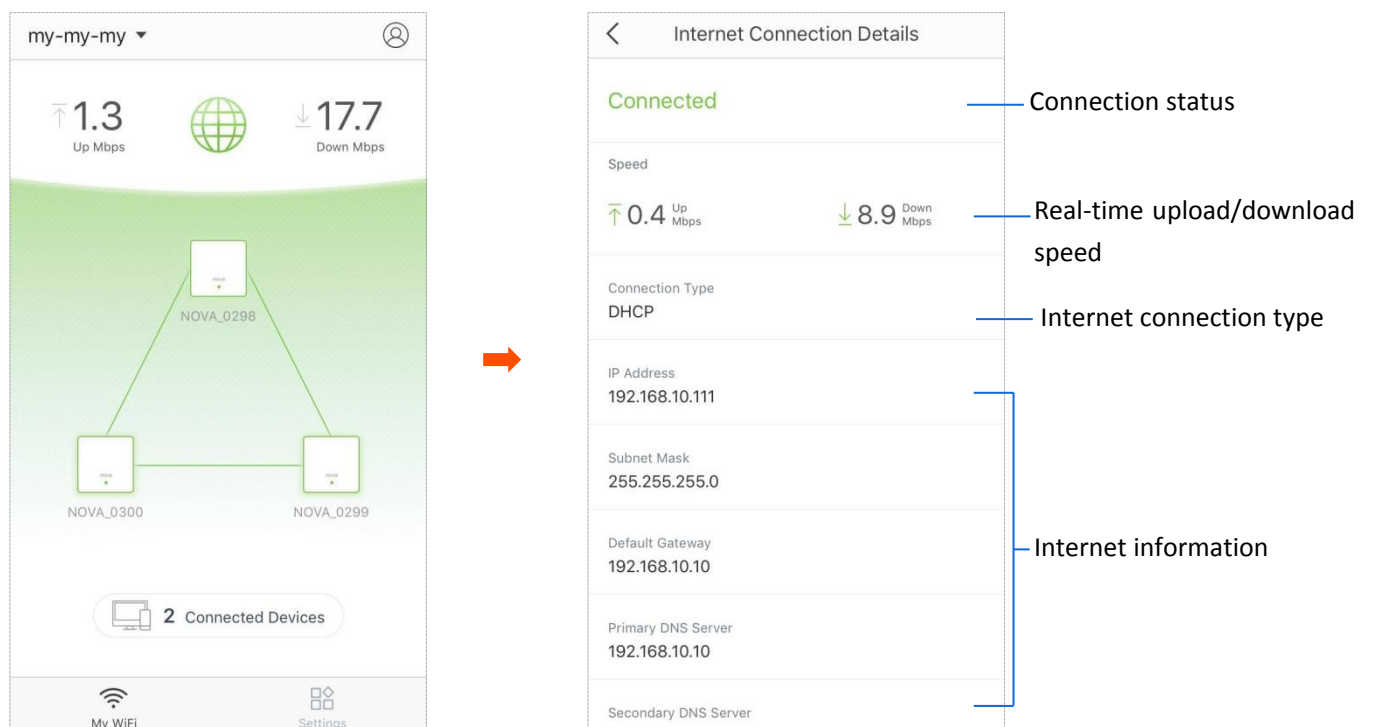 my-my-my
1.3
Up Mbps
17.7
Down Mbps
nova
NOVA_0298
nova
NOVA_0300
nova
NOVA_0299
2 Connected Devices
My WiFi
Settings
Internet Connection Details
Connected
Connection status
Speed
0.4 Up Mbps
8.9 Down Mbps
Real-time upload/download
speed
Connection Type
DHCP
Internet connection type
IP Address
192.168.10.111
Subnet Mask
255.255.255.0
Default Gateway
192.168.10.10
Internet information
Primary DNS Server
192.168.10.10
Secondary DNS Server